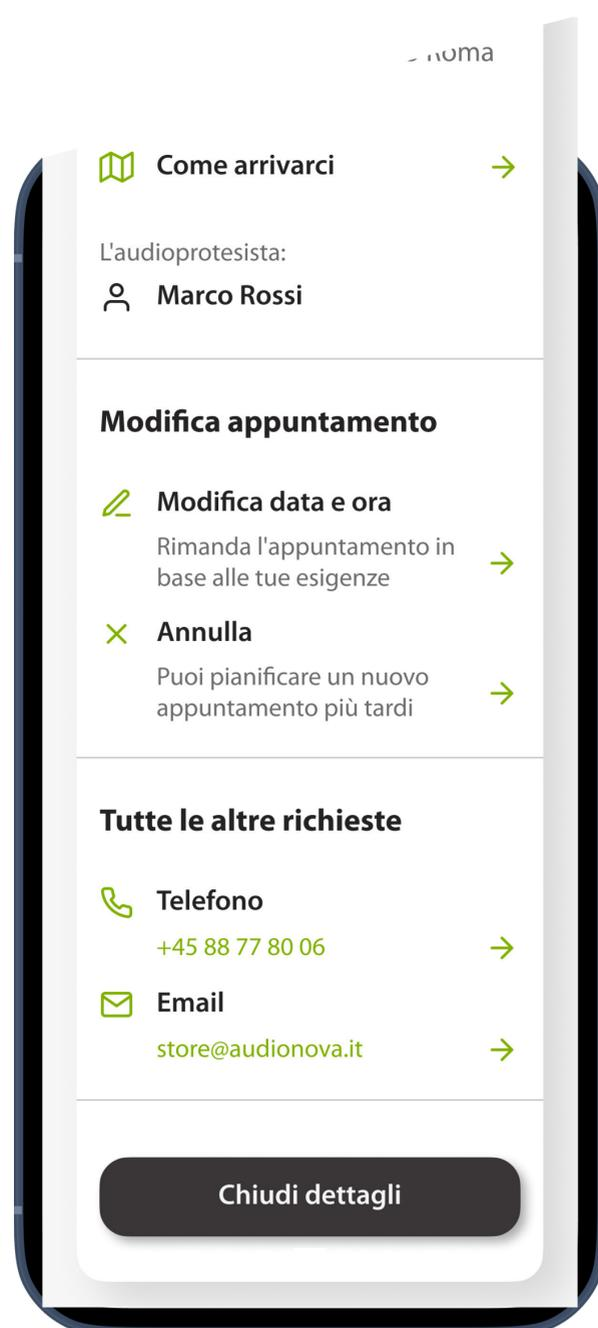 Roma
Come arrivarci
L'audioprotesista:
Marco Rossi
Modifica appuntamento
Modifica data e ora
Rimanda l'appuntamento in
base alle tue esigenze
Annulla
Puoi pianificare un nuovo
appuntamento più tardi
Tutte le altre richieste
Telefono
+45 88 77 80 06
Email
store@audionova.it
Chiudi dettagli